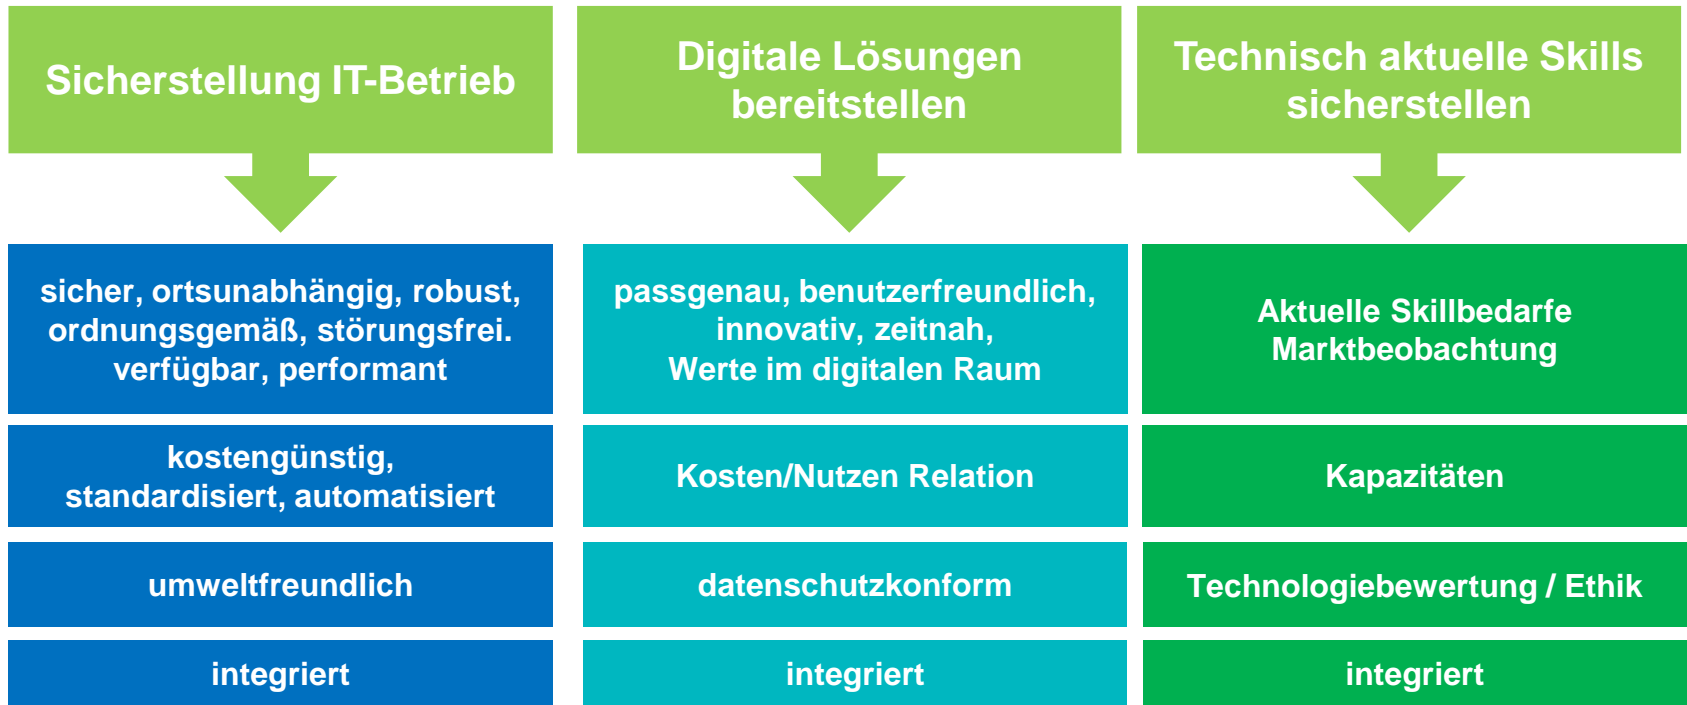 Sicherstellung IT-Betrieb
Digitale Lösungen
bereitstellen
Technisch aktuelle Skills
sicherstellen
sicher, ortsunabhängig, robust,
ordnungsgemäß, störungsfrei.
verfügbar, performant
passgenau, benutzerfreundlich,
innovativ, zeitnah,
Werte im digitalen Raum
Aktuelle Skillbedarfe
Marktbeobachtung
kostengünstig,
standardisiert, automatisiert
Kosten/Nutzen Relation
Kapazitäten
umweltfreundlich
datenschutzkonform
Technologiebewertung / Ethik
integriert
integriert
integriert